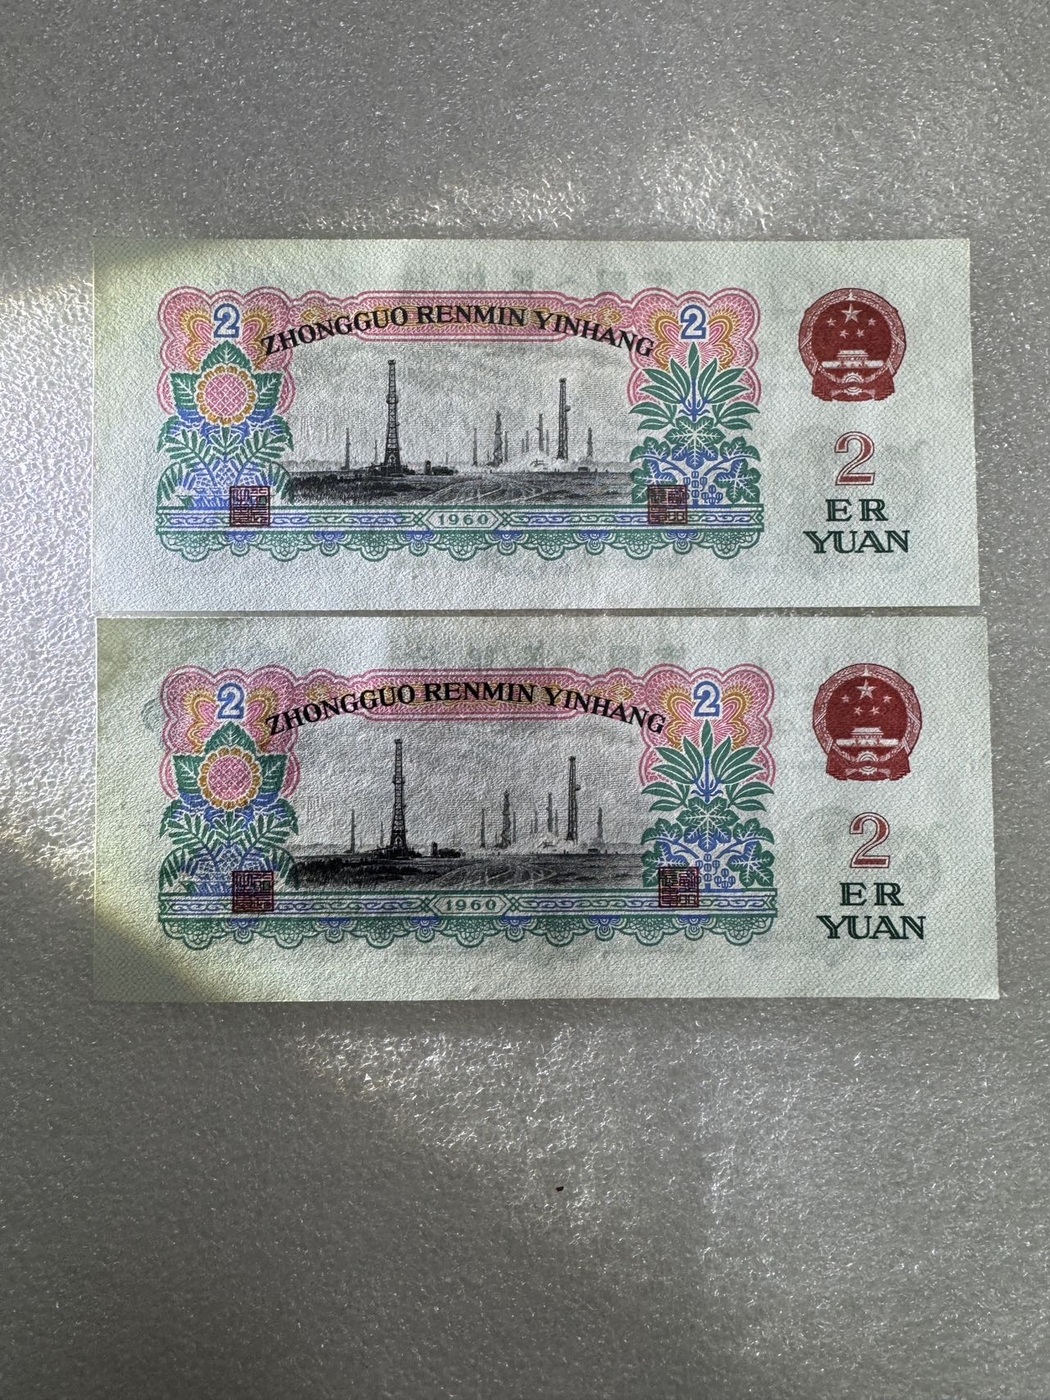 2 2
ZHONGGUO RENMIN YINHANG
1960
2
ER
YUAN
2 2
ZHONGGUO RENMIN YINHANG
1960
2
ER
YUAN